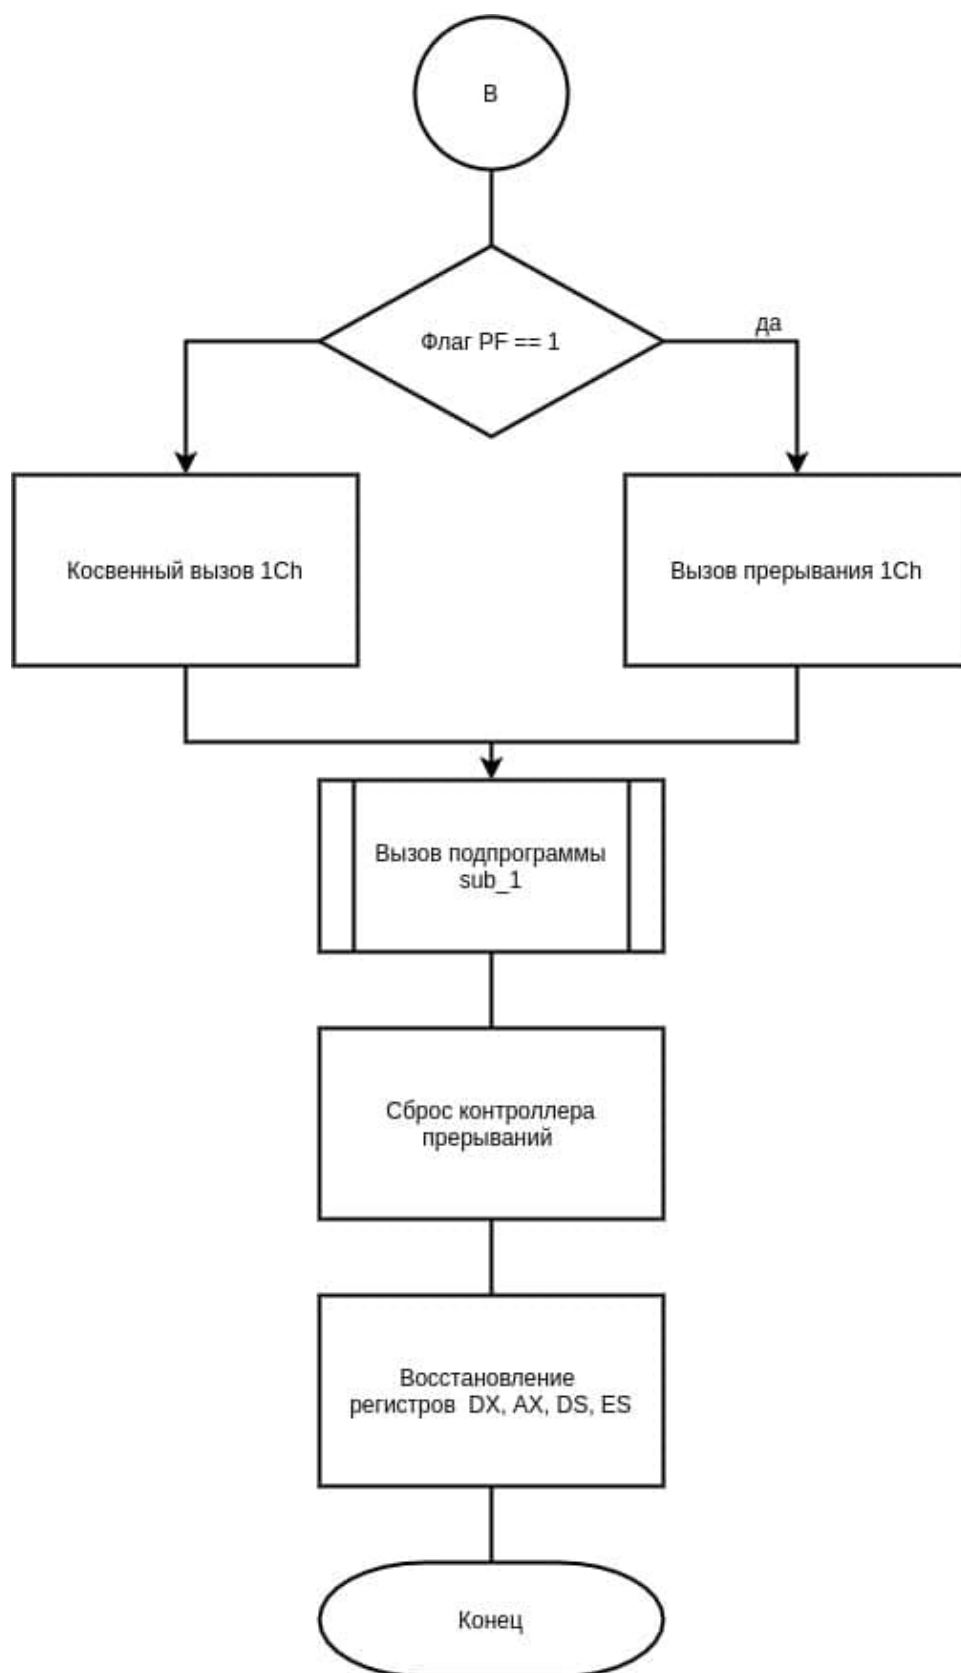 В
Флаг PF == 1
да
Косвенный вызов 1Ch
Вызов прерывания 1Ch
Вызов подпрограммы
sub_1
Сброс контроллера
прерываний
Восстановление
регистров  DX, AX, DS, ES
Конец